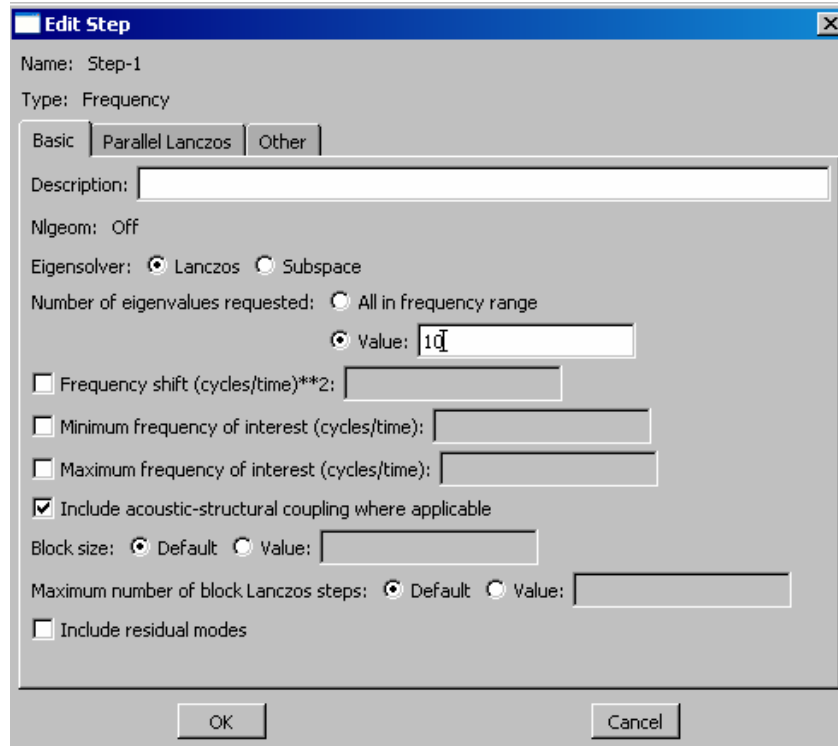 Edit Step
Name: Step-1
Type: Frequency
Basic Parallel Lanczos Other
Description:
Nlgeom: Off
Eigensolver: Lanczos Subspace
Number of eigenvalues requested: All in frequency range
Value: 10
Frequency shift (cycles/time)**2:
Minimum frequency of interest (cycles/time):
Maximum frequency of interest (cycles/time):
Include acoustic-structural coupling where applicable
Block size: Default Value:
Maximum number of block Lanczos steps: Default Value:
Include residual modes
OK Cancel